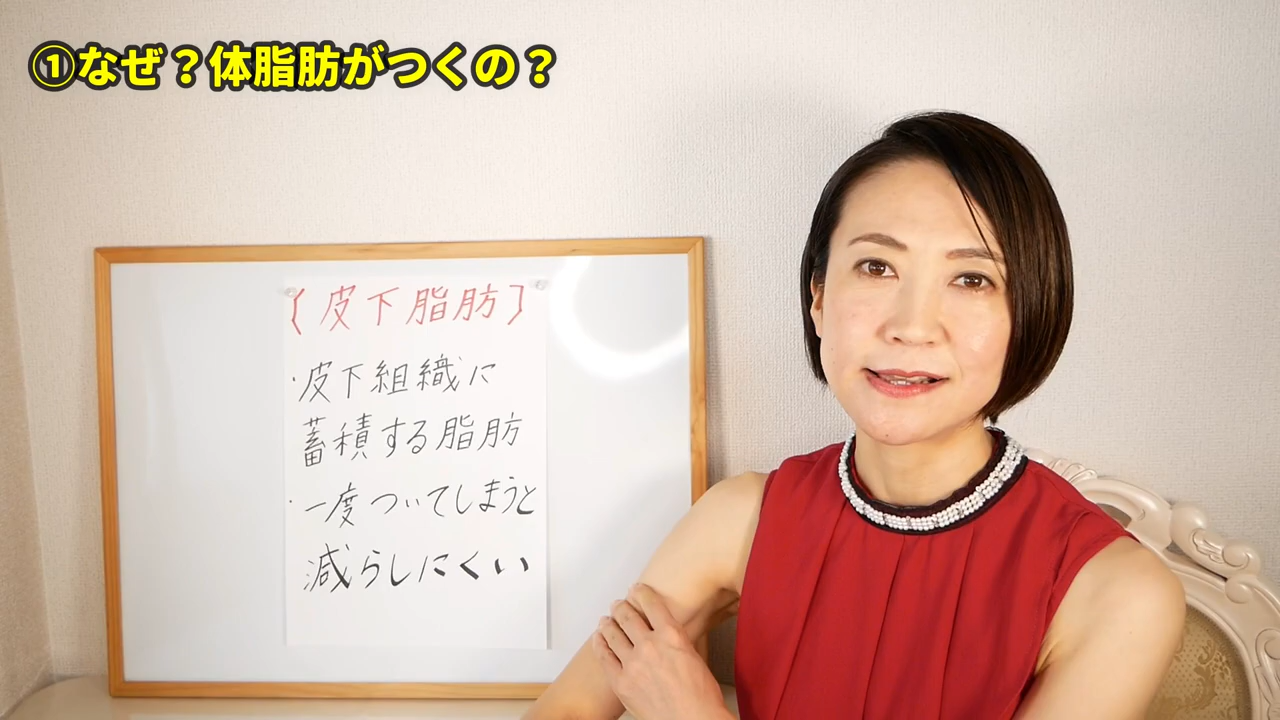 ①なぜ？体脂肪がつくの？
〔皮下脂肪〕
・皮下組織に
蓄積する脂肪
・一度ついてしまうと
減らしにくい